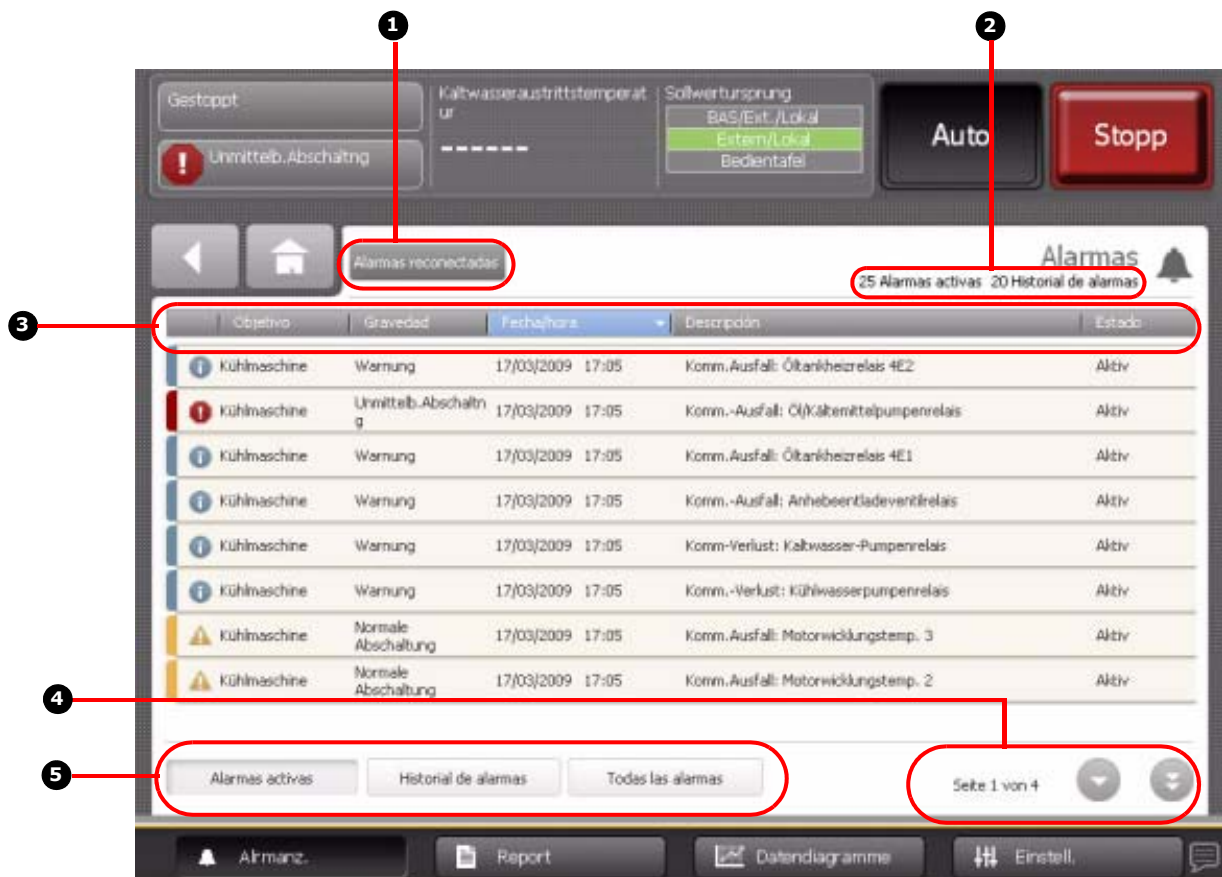 1
2
Gestoppt
Unmittelb.Abschaltng
Kaltwasseraustrittstemperat
ur
------
Sollwertursprung
BAS/Ext./Lokal
Extern/Lokal
Bedientafel
Auto
Stopp
Alarmas reconectadas
Alarmas
25 Alarmas activas 20 Historial de alarmas
3
Objetivo Gravedad Fecha/hora Descripción Estado
Kühlmaschine Warnung 17/03/2009 17:05 Komm.Ausfall: Öltankheizrelais 4E2 Aktiv
Kühlmaschine Unmittelb.Abschaltn
g 17/03/2009 17:05 Komm.-Ausfall: Öl/Kältemittelpumpenrelais Aktiv
Kühlmaschine Warnung 17/03/2009 17:05 Komm.Ausfall: Öltankheizrelais 4E1 Aktiv
Kühlmaschine Warnung 17/03/2009 17:05 Komm.-Ausfall: Anhebeentladeventilrelais Aktiv
Kühlmaschine Warnung 17/03/2009 17:05 Komm-Verlust: Kaltwasser-Pumpenrelais Aktiv
Kühlmaschine Warnung 17/03/2009 17:05 Komm.-Verlust: Kühlwasserpumpenrelais Aktiv
Kühlmaschine Normale
Abschaltung 17/03/2009 17:05 Komm.Ausfall: Motorwicklungstemp. 3 Aktiv
Kühlmaschine Normale
Abschaltung 17/03/2009 17:05 Komm.Ausfall: Motorwicklungstemp. 2 Aktiv
4
5
Alarmas activas Historial de alarmas Todas las alarmas Seite 1 von 4
Alrmanz. Report Datendiagramme Einstell.